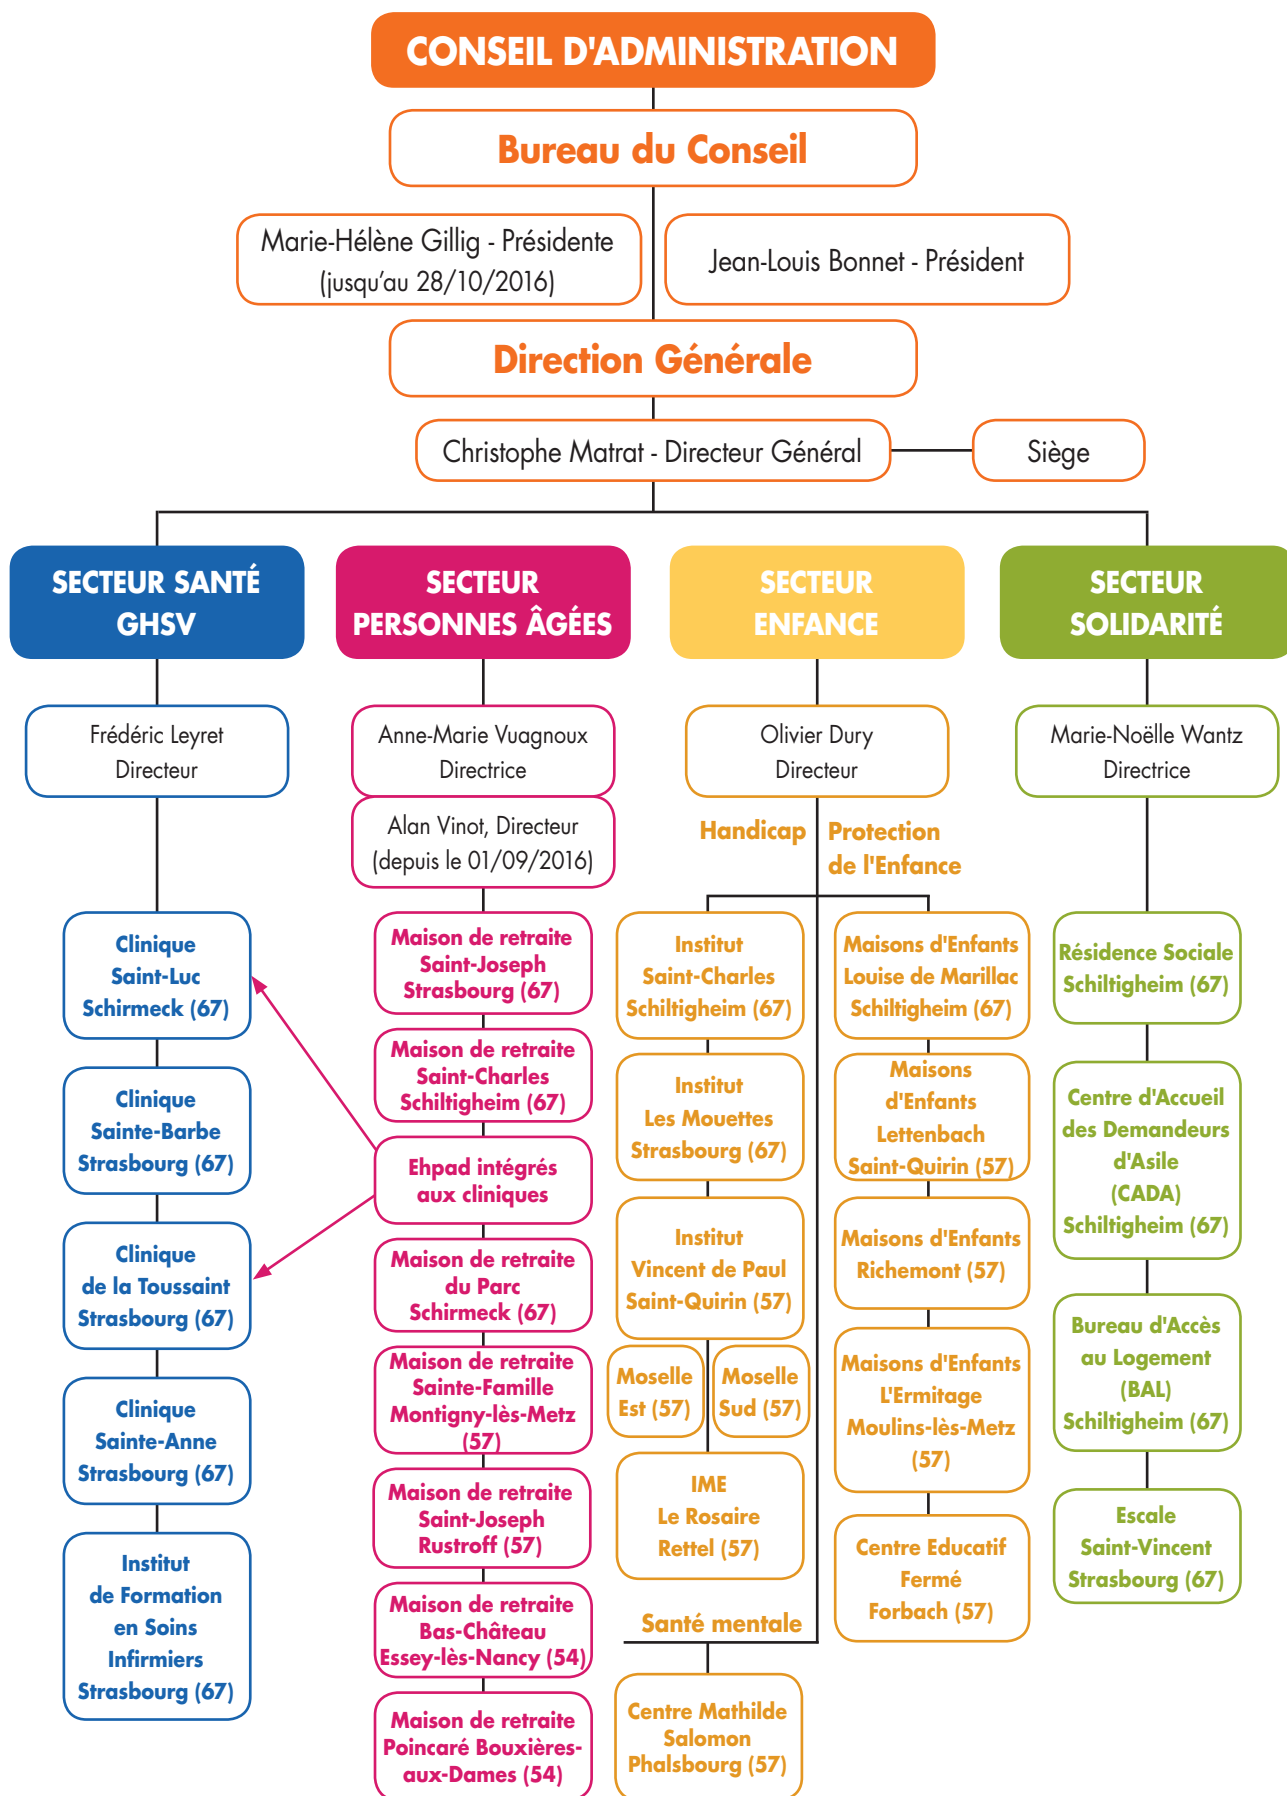 CONSEIL D'ADMINISTRATION
Bureau du Conseil
Marie-Hélène Gillig - Présidente
(jusqu'au 28/10/2016)
Jean-Louis Bonnet - Président
Direction Générale
Christophe Matrat - Directeur Général
Siège
SECTEUR SANTÉ
GHSV
Frédéric Leyret
Directeur
Clinique
Saint-Luc
Schirmeck (67)
Clinique
Sainte-Barbe
Strasbourg (67)
Clinique
de la Toussaint
Strasbourg (67)
Clinique
Sainte-Anne
Strasbourg (67)
Institut
de Formation
en Soins
Infirmiers
Strasbourg (67)
SECTEUR
PERSONNES ÂGÉES
Anne-Marie Vuagnoux
Directrice
Alan Vinot, Directeur
(depuis le 01/09/2016)
Maison de retraite
Saint-Joseph
Strasbourg (67)
Maison de retraite
Saint-Charles
Schiltigheim (67)
Ehpad intégrés
aux cliniques
Maison de retraite
du Parc
Schirmeck (67)
Maison de retraite
Sainte-Famille
Montigny-lès-Metz
(57)
Maison de retraite
Saint-Joseph
Rustroff (57)
Maison de retraite
Bas-Château
Essey-lès-Nancy (54)
Maison de retraite
Poincaré Bouxières-
aux-Dames (54)
SECTEUR
ENFANCE
Olivier Dury
Directeur
Handicap
Institut
Saint-Charles
Schiltigheim (67)
Institut
Les Mouettes
Strasbourg (67)
Institut
Vincent de Paul
Saint-Quirin (57)
Moselle
Est (57)
Moselle
Sud (57)
IME
Le Rosaire
Rettel (57)
Santé mentale
Centre Mathilde
Salomon
Phalsbourg (57)
Protection
de l'Enfance
Maisons d'Enfants
Louise de Marillac
Schiltigheim (67)
Maisons
d'Enfants
Lettenbach
Saint-Quirin (57)
Maisons d'Enfants
Richemont (57)
Maisons d'Enfants
L'Ermitage
Moulins-lès-Metz
(57)
Centre Educatif
Fermé
Forbach (57)
SECTEUR
SOLIDARITÉ
Marie-Noëlle Wantz
Directrice
Résidence Sociale
Schiltigheim (67)
Centre d'Accueil
des Demandeurs
d'Asile
(CADA)
Schiltigheim (67)
Bureau d'Accès
au Logement
(BAL)
Schiltigheim (67)
Escale
Saint-Vincent
Strasbourg (67)